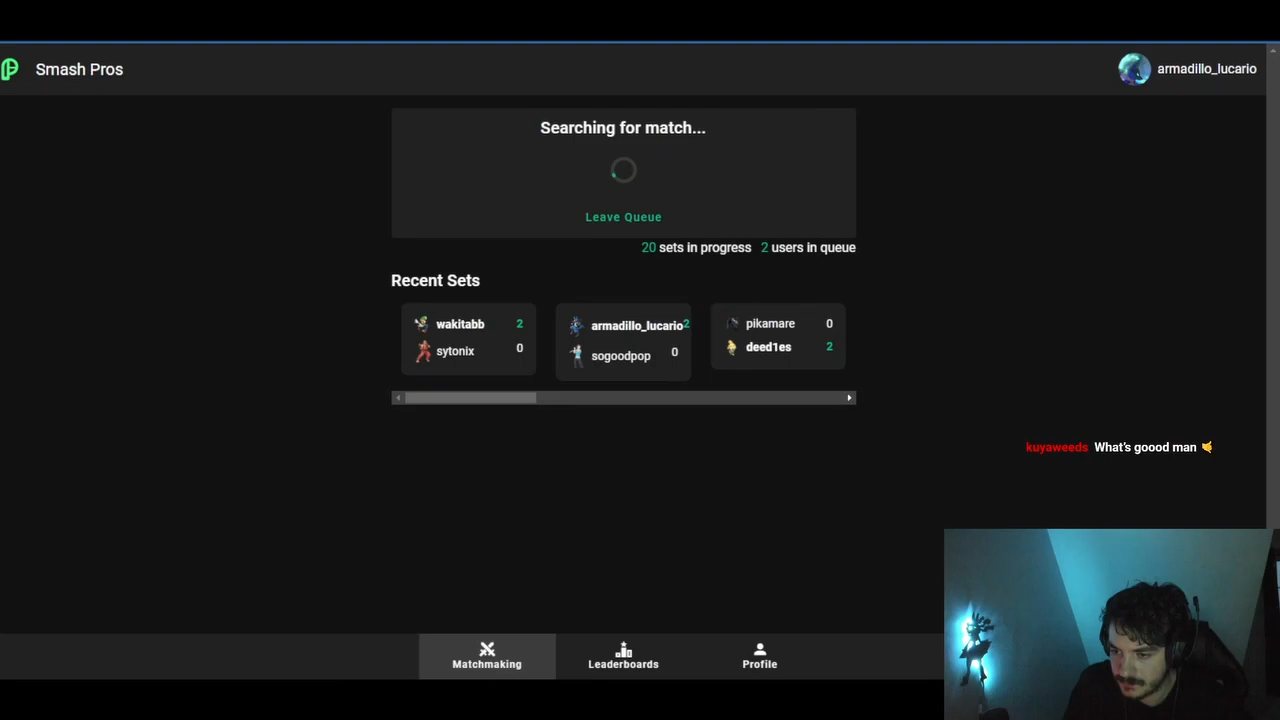 Smash Pros
armadillo_lucario
Searching for match...
Leave Queue
20 sets in progress 2 users in queue
Recent Sets
wakitabb 2
sytonix 0
armadillo_lucario 2
sogoodpop 0
pikamare 0
deed1es 2
kuyaweeds What's goood man 🤙
Matchmaking
Leaderboards
Profile